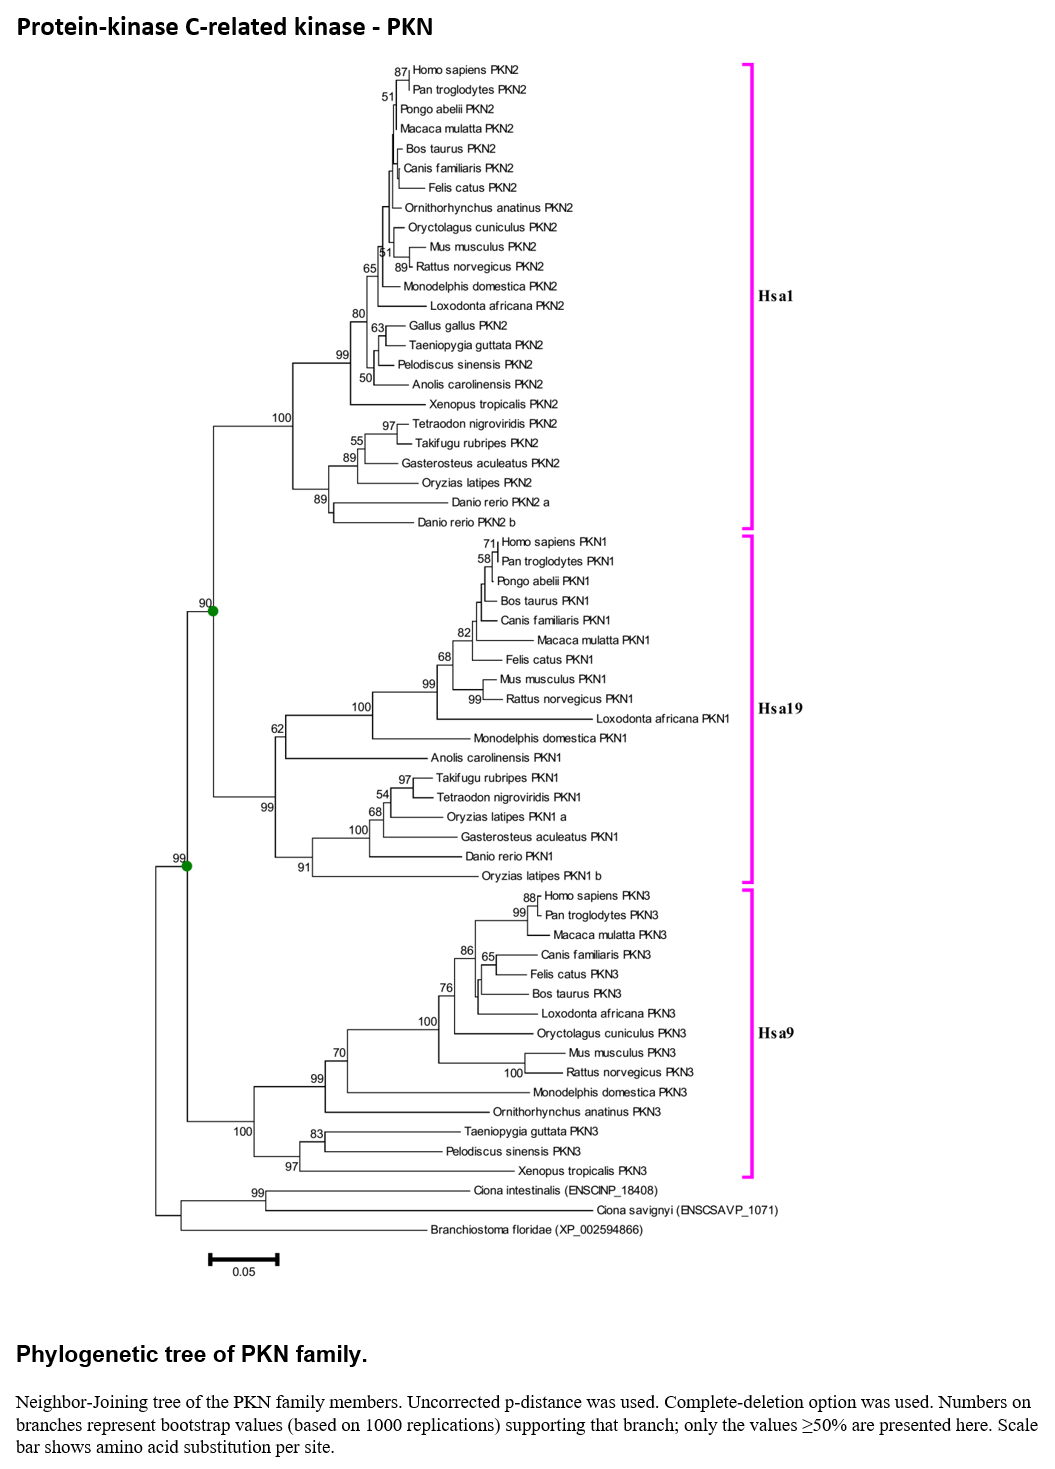 Protein-kinase C-related kinase - PKN
87
Homo sapiens PKN2
Pan troglodytes PKN2
51
Pongo abelii PKN2
Macaca mulatta PKN2
Bos taurus PKN2
Canis familiaris PKN2
Felis catus PKN2
Ornithorhynchus anatinus PKN2
Oryctolagus cuniculus PKN2
Mus musculus PKN2
51
89
Rattus norvegicus PKN2
65
Monodelphis domestica PKN2
Hsa1
Loxodonta africana PKN2
80
63
Gallus gallus PKN2
Taeniopygia guttata PKN2
99
Pelodiscus sinensis PKN2
50
Anolis carolinensis PKN2
Xenopus tropicalis PKN2
100
97
Tetraodon nigroviridis PKN2
55
Takifugu rubripes PKN2
89
Gasterosteus aculeatus PKN2
Oryzias latipes PKN2
89
Danio rerio PKN2 a
Danio rerio PKN2 b
71
Homo sapiens PKN1
58
Pan troglodytes PKN1
Pongo abelii PKN1
90
Bos taurus PKN1
Canis familiaris PKN1
82
Macaca mulatta PKN1
68
Felis catus PKN1
99
Mus musculus PKN1
99
Rattus norvegicus PKN1
100
Hsa19
Loxodonta africana PKN1
62
Monodelphis domestica PKN1
Anolis carolinensis PKN1
97
Takifugu rubripes PKN1
54
Tetraodon nigroviridis PKN1
99
68
Oryzias latipes PKN1 a
100
Gasterosteus aculeatus PKN1
Danio rerio PKN1
99
91
Oryzias latipes PKN1 b
88
Homo sapiens PKN3
99
Pan troglodytes PKN3
Macaca mulatta PKN3
86
65
Canis familiaris PKN3
Felis catus PKN3
76
Bos taurus PKN3
Loxodonta africana PKN3
100
Oryctolagus cuniculus PKN3
Hsa9
70
Mus musculus PKN3
100
Rattus norvegicus PKN3
99
Monodelphis domestica PKN3
Ornithorhynchus anatinus PKN3
100
83
Taeniopygia guttata PKN3
Pelodiscus sinensis PKN3
97
Xenopus tropicalis PKN3
99
Ciona intestinalis (ENSCINP_18408)
Ciona savignyi (ENSCSAVP_1071)
Branchiostoma floridae (XP_002594866)
0.05
Phylogenetic tree of PKN family.
Neighbor-Joining tree of the PKN family members. Uncorrected p-distance was used. Complete-deletion option was used. Numbers on
branches represent bootstrap values (based on 1000 replications) supporting that branch; only the values ≥50% are presented here. Scale
bar shows amino acid substitution per site.